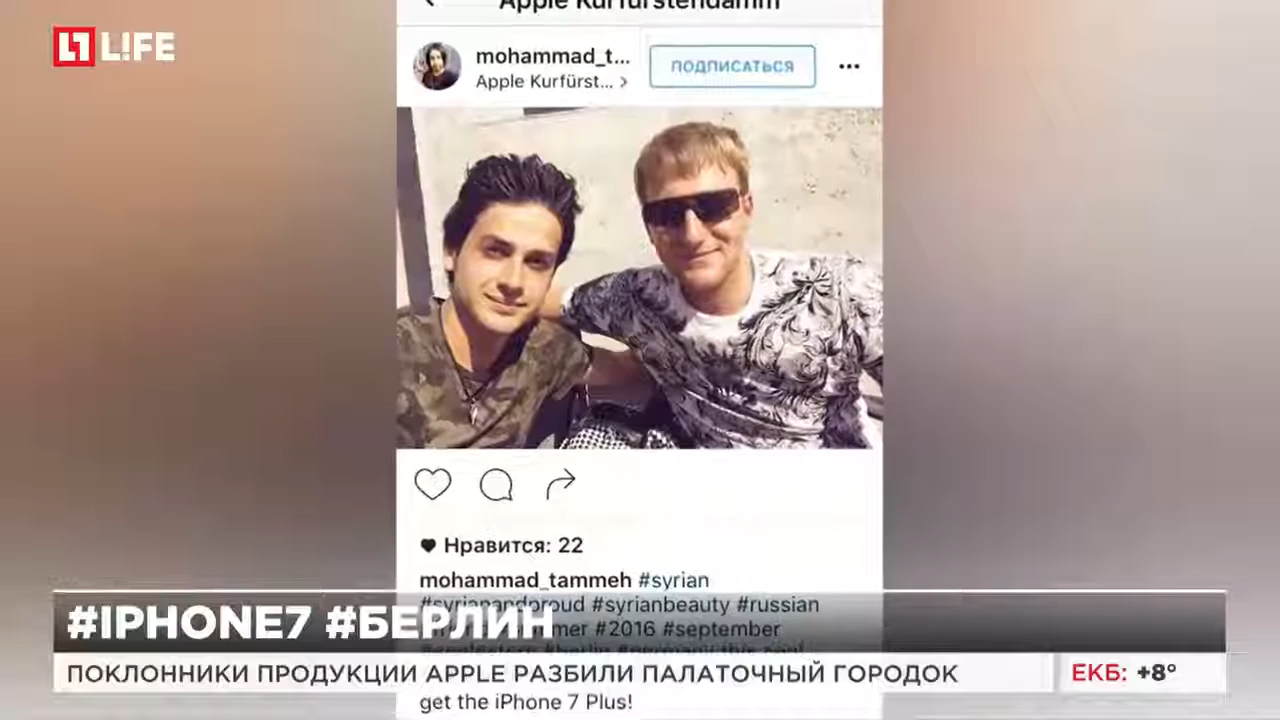 Apple Kurfürstendamm
L!FE
mohammad_t...
ПОДПИСАТЬСЯ
Apple Kurfürst... >
Нравится: 22
mohammad_tammeh #syrian
#syrianandproud #syrianbeauty #russian
#2016 #september
#IPHONE7 #БЕРЛИН
ПОКЛОННИКИ ПРОДУКЦИИ APPLE РАЗБИЛИ ПАЛАТОЧНЫЙ ГОРОДОК
ЕКБ: +8°
get the iPhone 7 Plus!